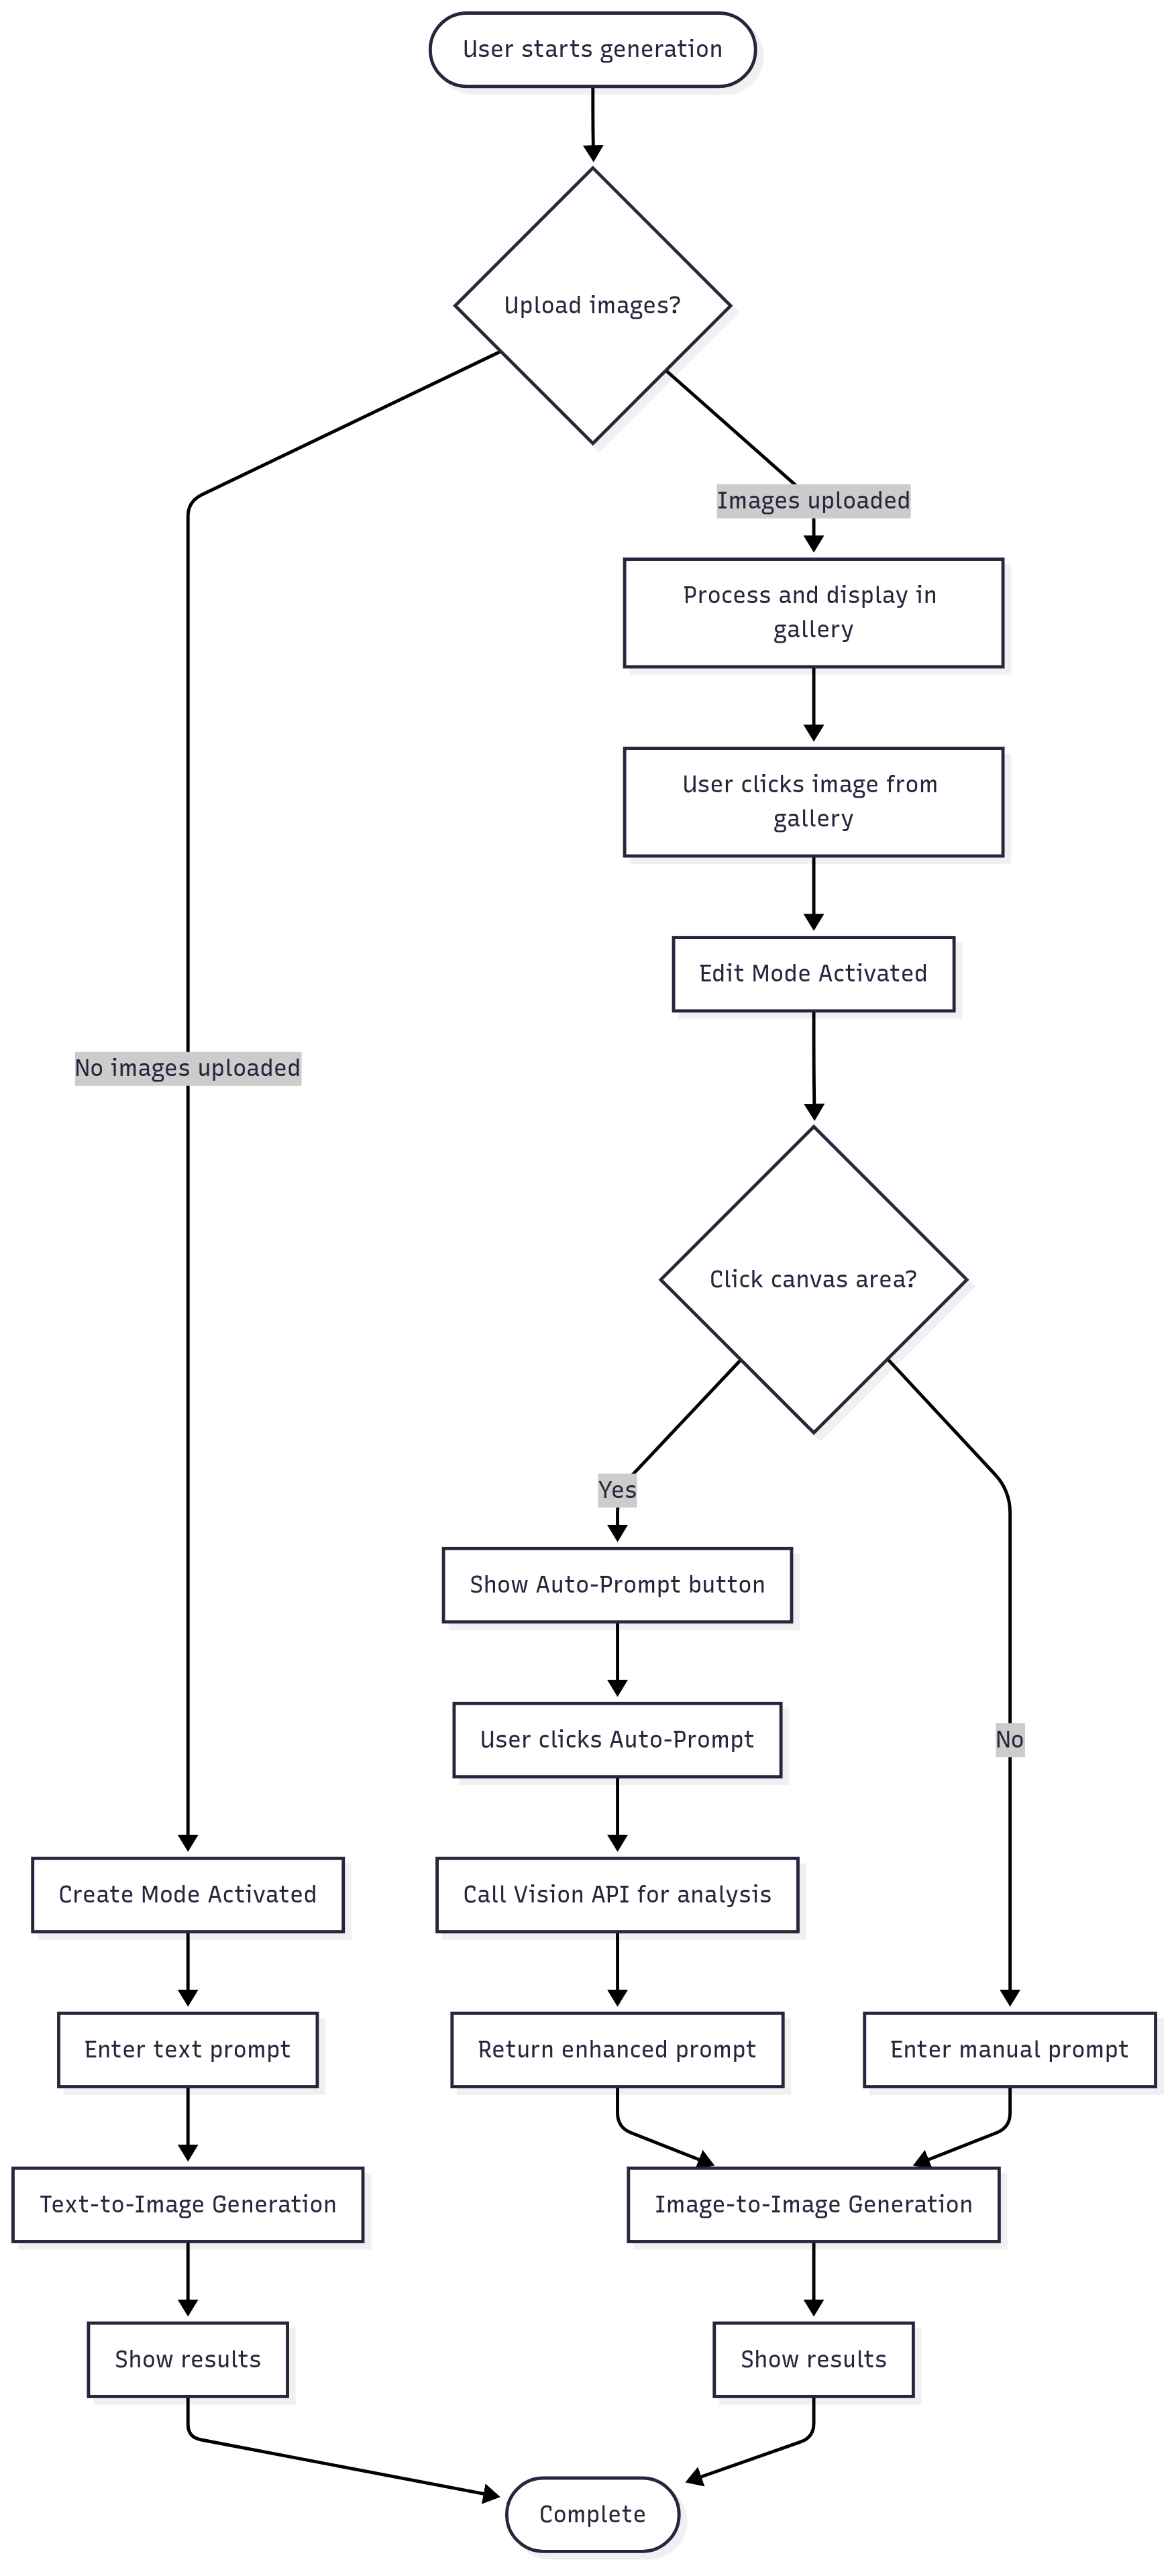 User starts generation
Upload images?
Images uploaded
Process and display in
gallery
User clicks image from
gallery
Edit Mode Activated
No images uploaded
Click canvas area?
Yes
Show Auto-Prompt button
User clicks Auto-Prompt
No
Create Mode Activated
Call Vision API for analysis
Enter text prompt
Return enhanced prompt
Enter manual prompt
Text-to-Image Generation
Image-to-Image Generation
Show results
Show results
Complete